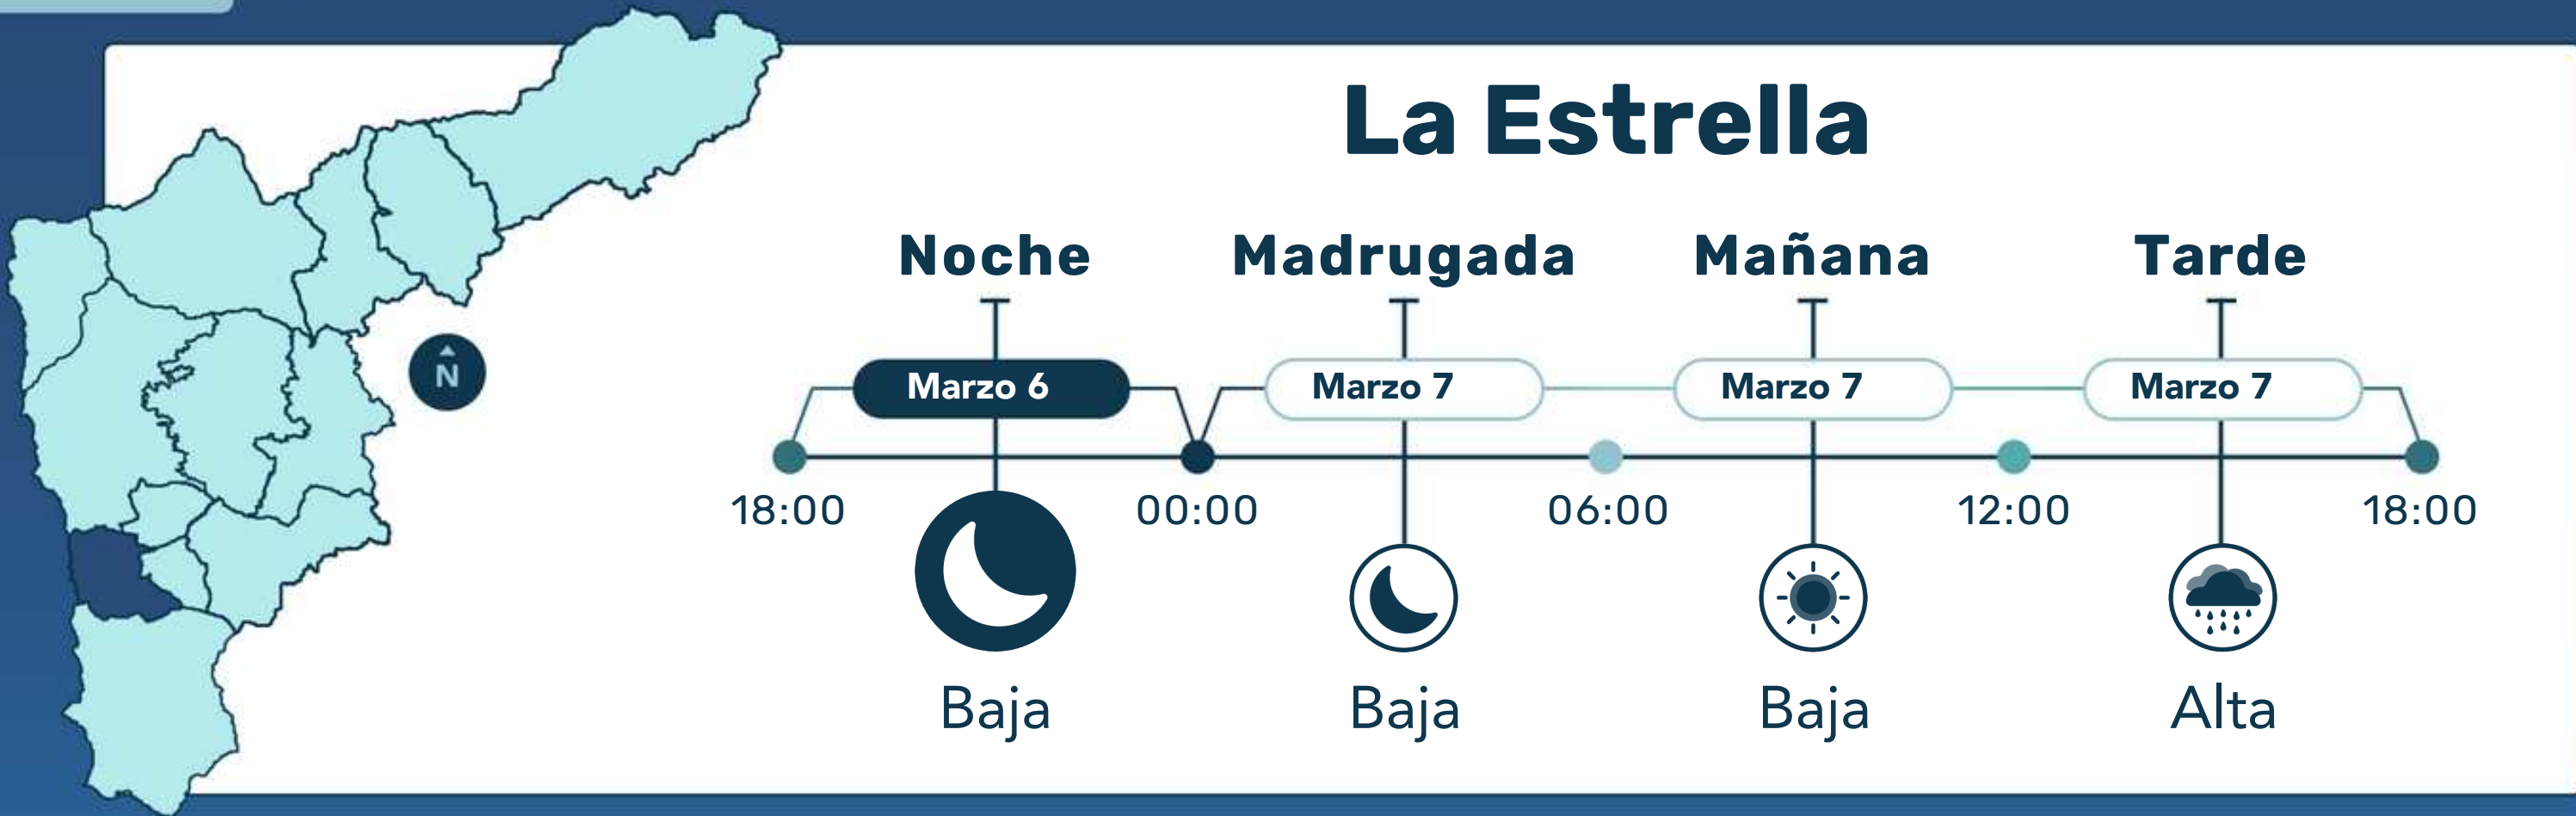 La Estrella
Noche Madrugada Mañana Tarde
N
Marzo 6 Marzo 7 Marzo 7 Marzo 7
18:00 00:00 06:00 12:00 18:00
Baja Baja Baja Alta